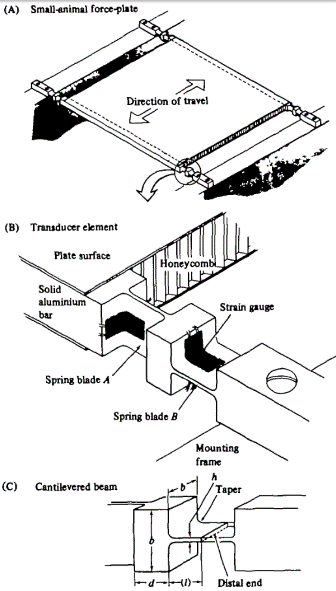 (A) Small-animal force-plate
Direction of travel
(B) Transducer element
Plate surface
Honeycomb
Solid
aluminium
bar
Strain gauge
Spring blade A
Spring blade B
Mounting
frame
(C) Cantilevered beam
h
b
Taper
b
d
(l)
Distal end